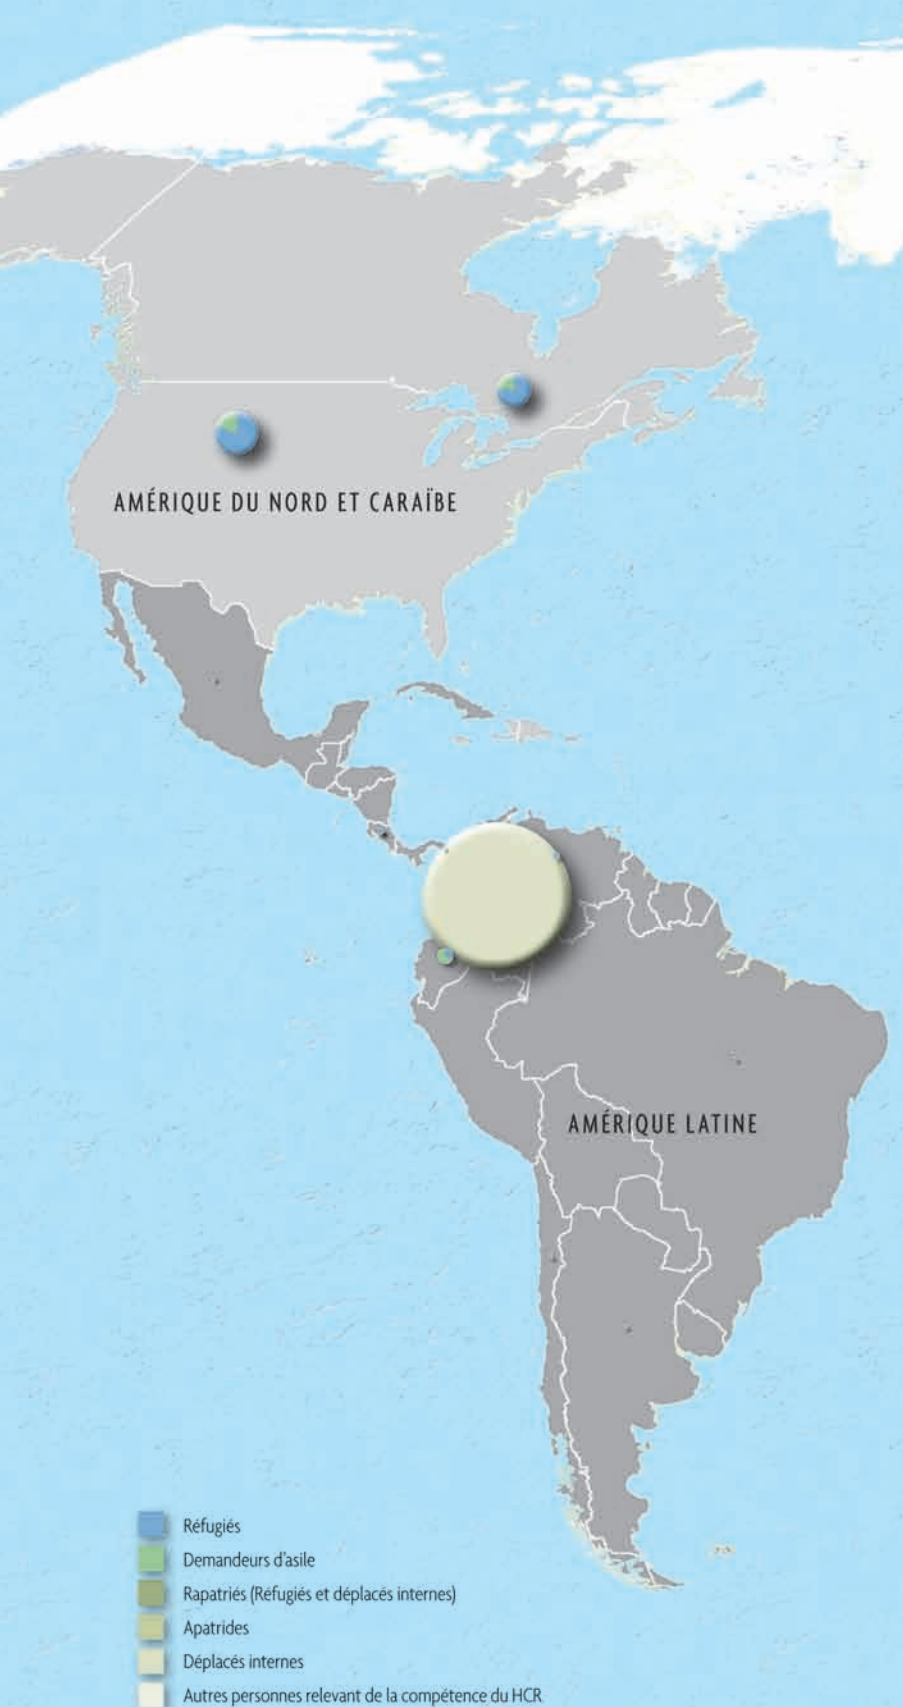 AMÉRIQUE DU NORD ET CARAÏBE
AMÉRIQUE LATINE
Réfugiés
Demandeurs d'asile
Rapatriés (Réfugiés et déplacés internes)
Apatrides
Déplacés internes
Autres personnes relevant de la compétence du HCR